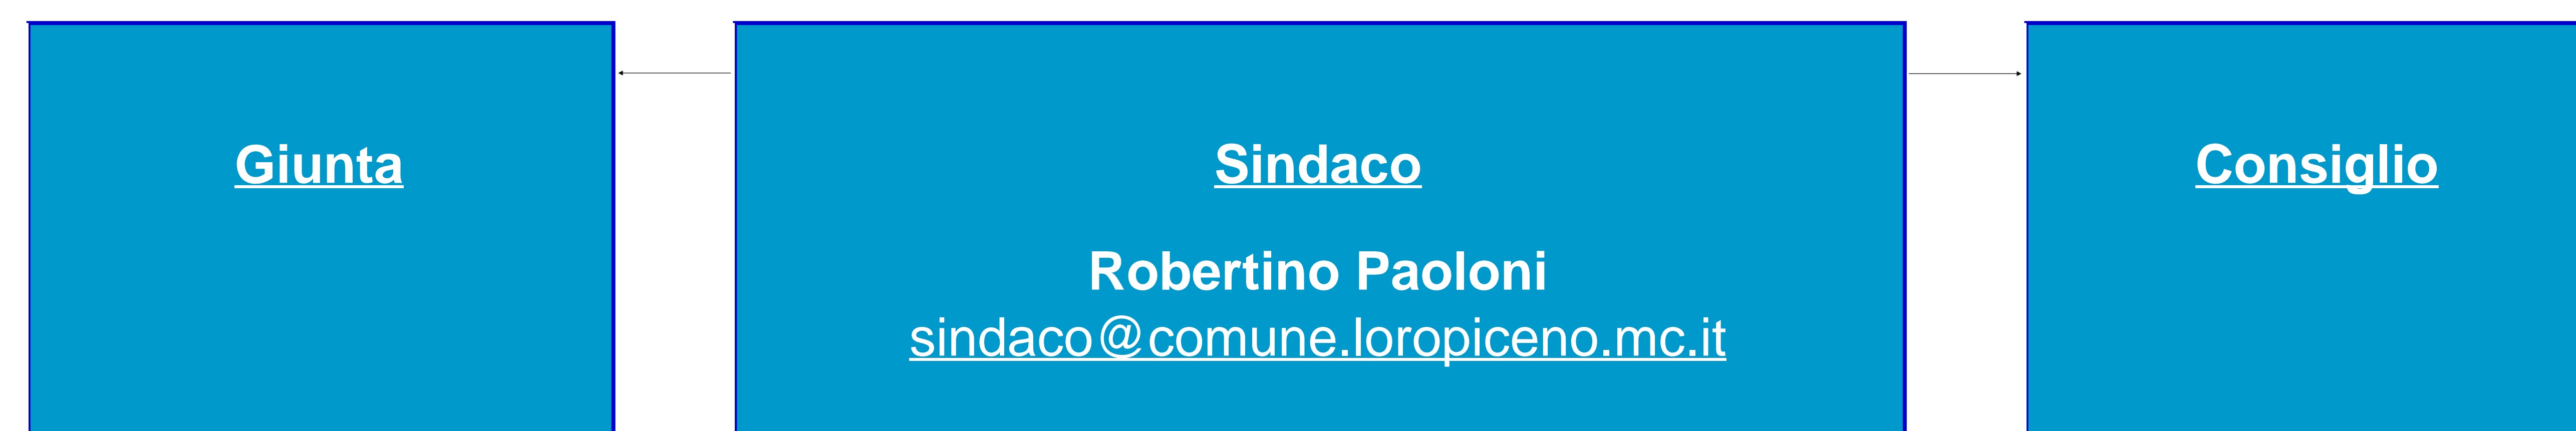 Giunta
Sindaco
Robertino Paoloni
sindaco@comune.loropiceno.mc.it
Consiglio